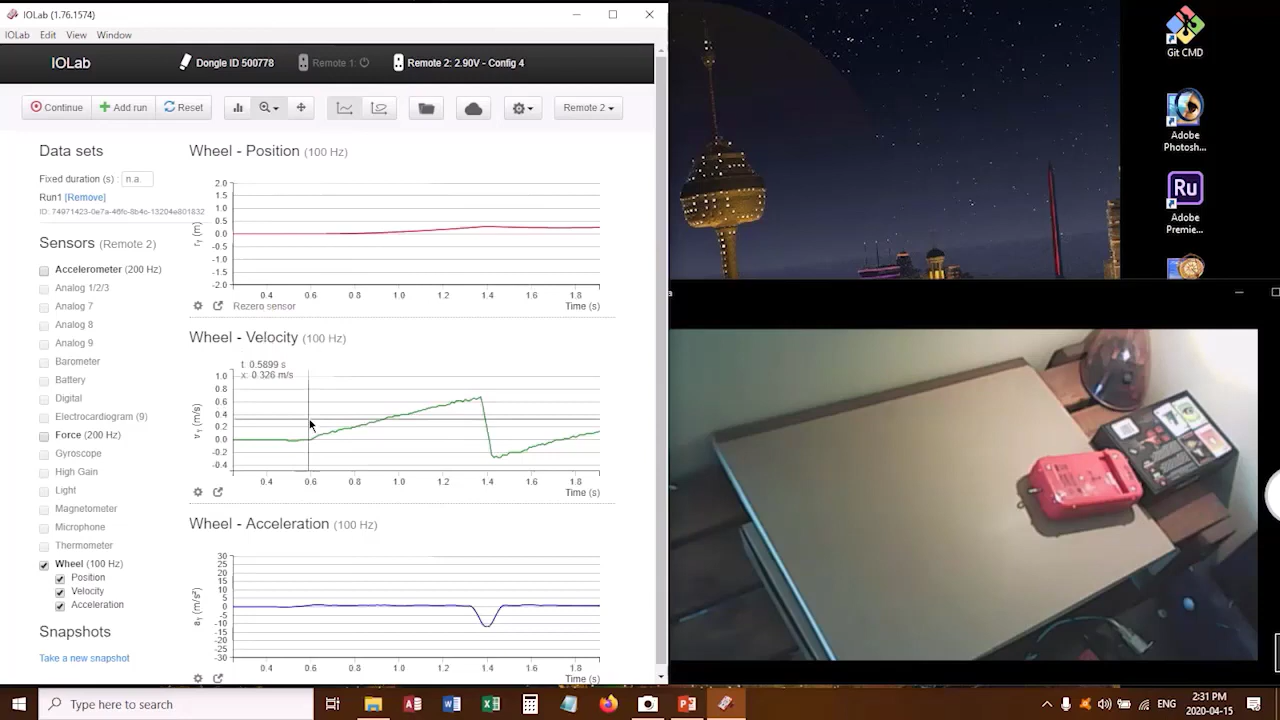 IOLab (1.76.1574)
IOLab Edit View Window
IOLab
Dongle ID 500778
Remote 1:
Remote 2: 2.90V - Config 4
Continue
Add run
Reset
Remote 2
Data sets
Fixed duration (s) : n.a.
Run1 [Remove]
ID: 74971423-0e7a-46fc-8b4c-13204e801832
Sensors (Remote 2)
Accelerometer (200 Hz)
Analog 1/2/3
Analog 7
Analog 8
Analog 9
Barometer
Battery
Digital
Electrocardiogram (9)
Force (200 Hz)
Gyroscope
High Gain
Light
Magnetometer
Microphone
Thermometer
Wheel (100 Hz)
Position
Velocity
Acceleration
Snapshots
Take a new snapshot
Wheel - Position (100 Hz)
2.0
1.5
1.0
0.5
0.0
-0.5
-1.0
-1.5
-2.0
rY (m)
0.4 0.6 0.8 1.0 1.2 1.4 1.6 1.8
Rezero sensor
Time (s)
Wheel - Velocity (100 Hz)
t: 0.5899 s
x: 0.326 m/s
1.0
0.8
0.6
0.4
0.2
0.0
-0.2
-0.4
vY (m/s)
0.4 0.6 0.8 1.0 1.2 1.4 1.6 1.8
Time (s)
Wheel - Acceleration (100 Hz)
30
25
20
15
10
5
0
-5
-10
-15
-20
-25
-30
aY (m/s²)
0.4 0.6 0.8 1.0 1.2 1.4 1.6 1.8
Time (s)
Git CMD
Adobe
Photosh...
Ru
Adobe
Premie...
Type here to search
ENG
2:31 PM
2020-04-15